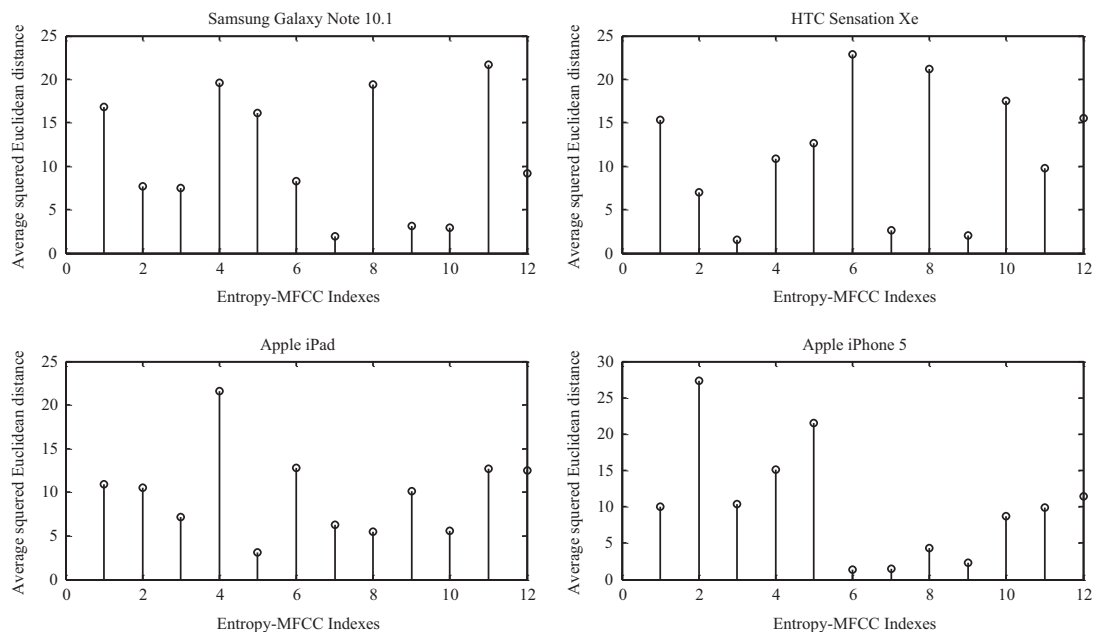 Samsung Galaxy Note 10.1
Average squered Euclidean distance
25
20
15
10
5
0
0 2 4 6 8 10 12
Entropy-MFCC Indexes
HTC Sensation Xe
Average squered Euclidean distance
25
20
15
10
5
0
0 2 4 6 8 10 12
Entropy-MFCC Indexes
Apple iPad
Average squered Euclidean distance
25
20
15
10
5
0
0 2 4 6 8 10 12
Entropy-MFCC Indexes
Apple iPhone 5
Average squered Euclidean distance
30
25
20
15
10
5
0
0 2 4 6 8 10 12
Entropy-MFCC Indexes